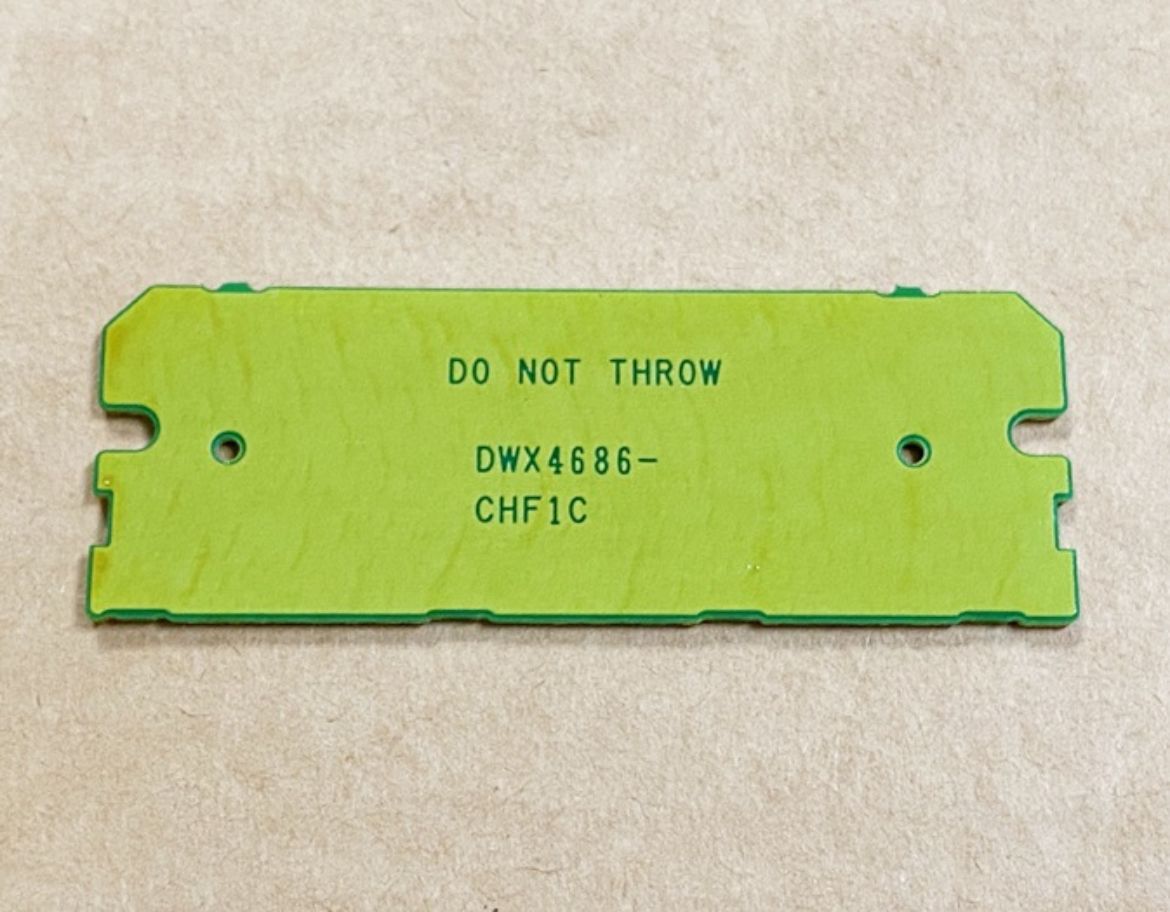 DO NOT THROW
DWX4686-
CHF1C